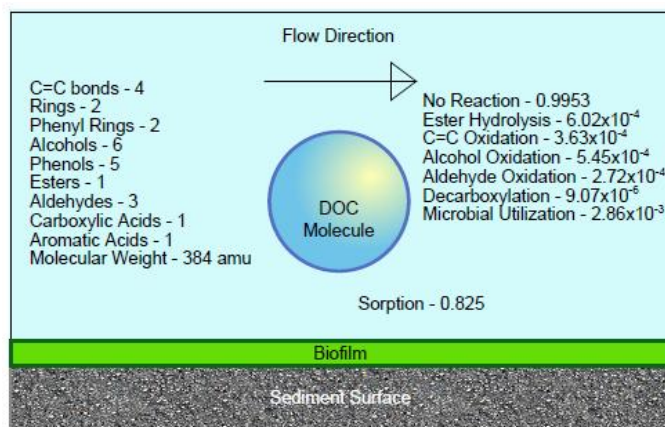 Flow Direction
C=C bonds - 4
Rings - 2
Phenyl Rings - 2
Alcohols - 6
Phenols - 5
Esters - 1
Aldehydes - 3
Carboxylic Acids - 1
Aromatic Acids - 1
Molecular Weight - 384 amu
DOC
Molecule
No Reaction - 0.9953
Ester Hydrolysis - 6.02x10⁻⁴
C=C Oxidation - 3.63x10⁻⁴
Alcohol Oxidation - 5.45x10⁻⁴
Aldehyde Oxidation - 2.72x10⁻⁴
Decarboxylation - 9.07x10⁻⁶
Microbial Utilization - 2.86x10⁻³
Sorption - 0.825
Biofilm
Sediment Surface